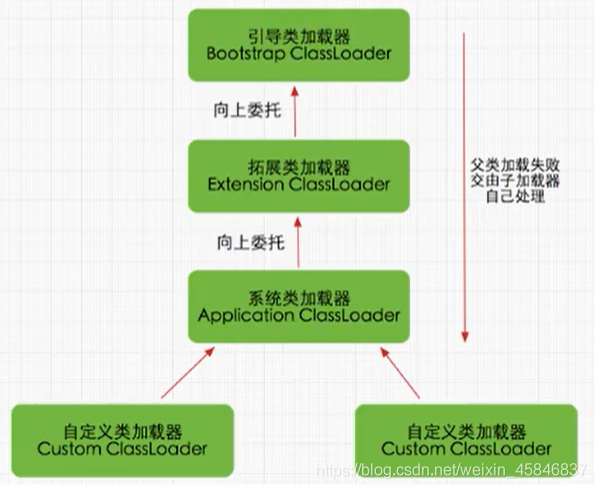 引导类加载器
Bootstrap ClassLoader
向上委托
拓展类加载器
Extension ClassLoader
父类加载失败
交由子加载器
自己处理
向上委托
系统类加载器
Application ClassLoader
自定义类加载器
Custom ClassLoader
自定义类加载器
Custom ClassLoader
https://blog.csdn.net/weixin_45846837